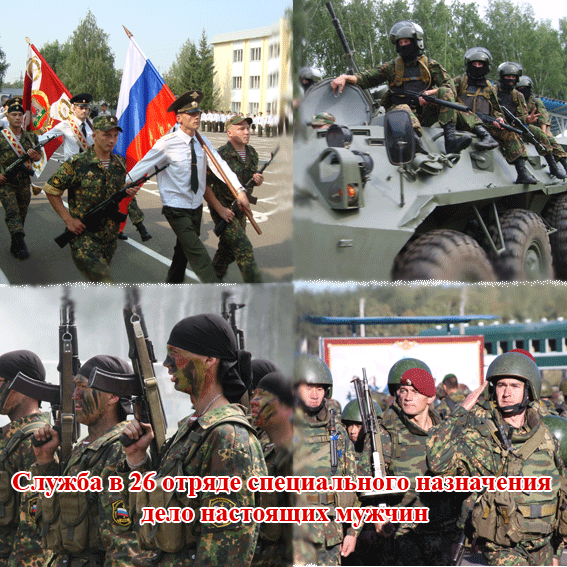 Служба в 26 отряде специального назначения
дело настоящих мужчин